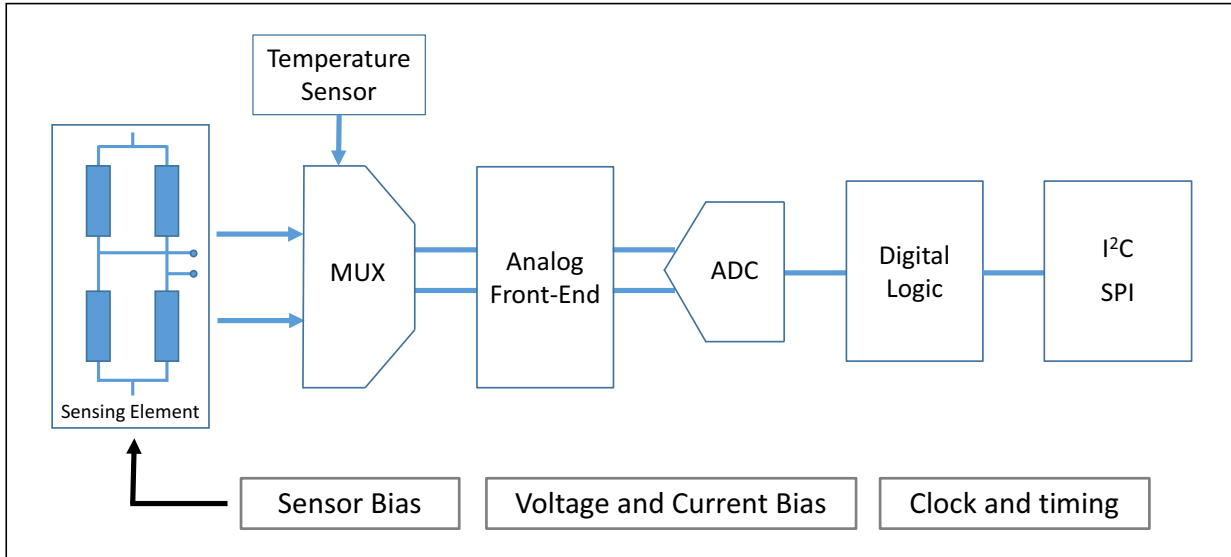 Temperature
Sensor
Sensing Element
MUX
Analog
Front-End
ADC
Digital
Logic
I²C
SPI
Sensor Bias
Voltage and Current Bias
Clock and timing